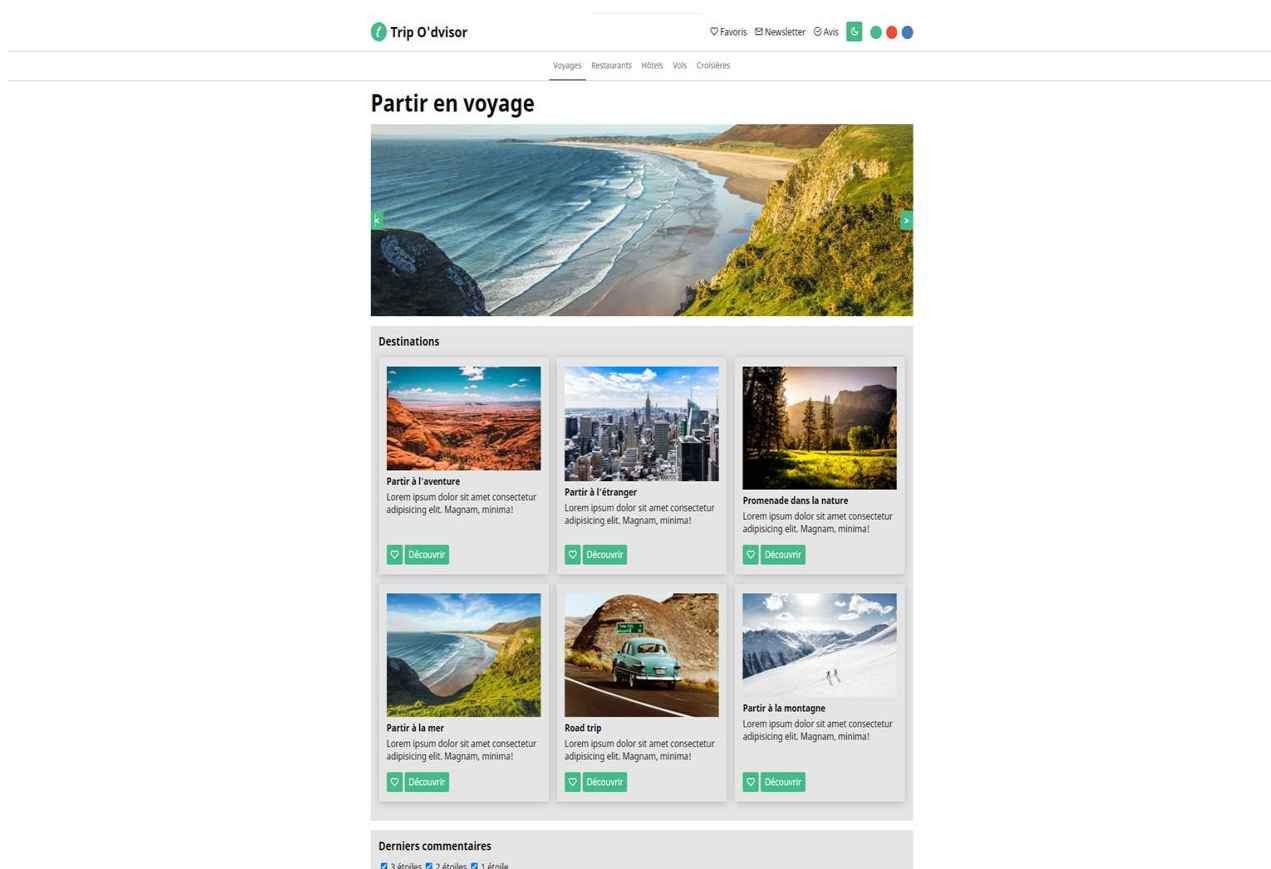 t Trip O'dvisor
Favoris Newsletter Avis
Voyages Restaurants Hôtels Vols Croisières
Partir en voyage
< >
Destinations
Partir à l'aventure
Lorem ipsum dolor sit amet consectetur
adipisicing elit. Magnam, minima!
Découvrir
Partir à l'étranger
Lorem ipsum dolor sit amet consectetur
adipisicing elit. Magnam, minima!
Découvrir
Promenade dans la nature
Lorem ipsum dolor sit amet consectetur
adipisicing elit. Magnam, minima!
Découvrir
Partir à la mer
Lorem ipsum dolor sit amet consectetur
adipisicing elit. Magnam, minima!
Découvrir
Road trip
Lorem ipsum dolor sit amet consectetur
adipisicing elit. Magnam, minima!
Découvrir
Partir à la montagne
Lorem ipsum dolor sit amet consectetur
adipisicing elit. Magnam, minima!
Découvrir
Derniers commentaires
3 étoiles 2 étoiles 1 étoile